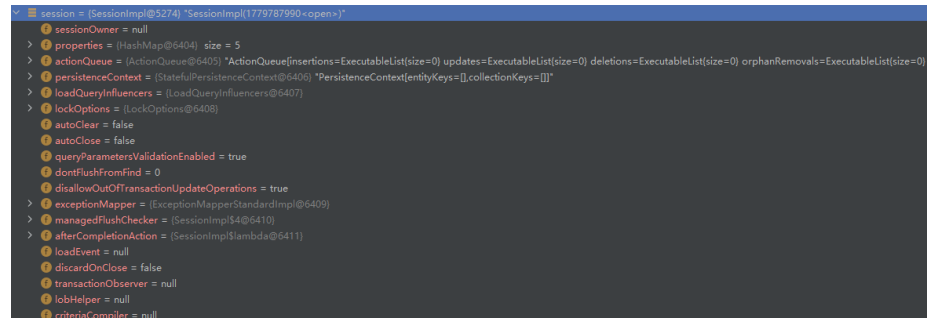 session = {SessionImpl@5274} "SessionImpl(1779787990<open>)"
sessionOwner = null
properties = {HashMap@6404} size = 5
actionQueue = {ActionQueue@6405} "ActionQueue[insertions=ExecutableList{size=0} updates=ExecutableList{size=0} deletions=ExecutableList{size=0} orphanRemovals=ExecutableList{size=0}
persistenceContext = {StatefulPersistenceContext@6406} "PersistenceContext[entityKeys=[],collectionKeys=[]]"
loadQueryInfluencers = {LoadQueryInfluencers@6407}
lockOptions = {LockOptions@6408}
autoClear = false
autoClose = false
queryParametersValidationEnabled = true
dontFlushFromFind = 0
disallowOutOfTransactionUpdateOperations = true
exceptionMapper = {ExceptionMapperStandardImpl@6409}
managedFlushChecker = {SessionImpl$4@6410}
afterCompletionAction = {SessionImpl$lambda@6411}
loadEvent = null
discardOnClose = false
transactionObserver = null
lobHelper = null
criteriaCompiler = null